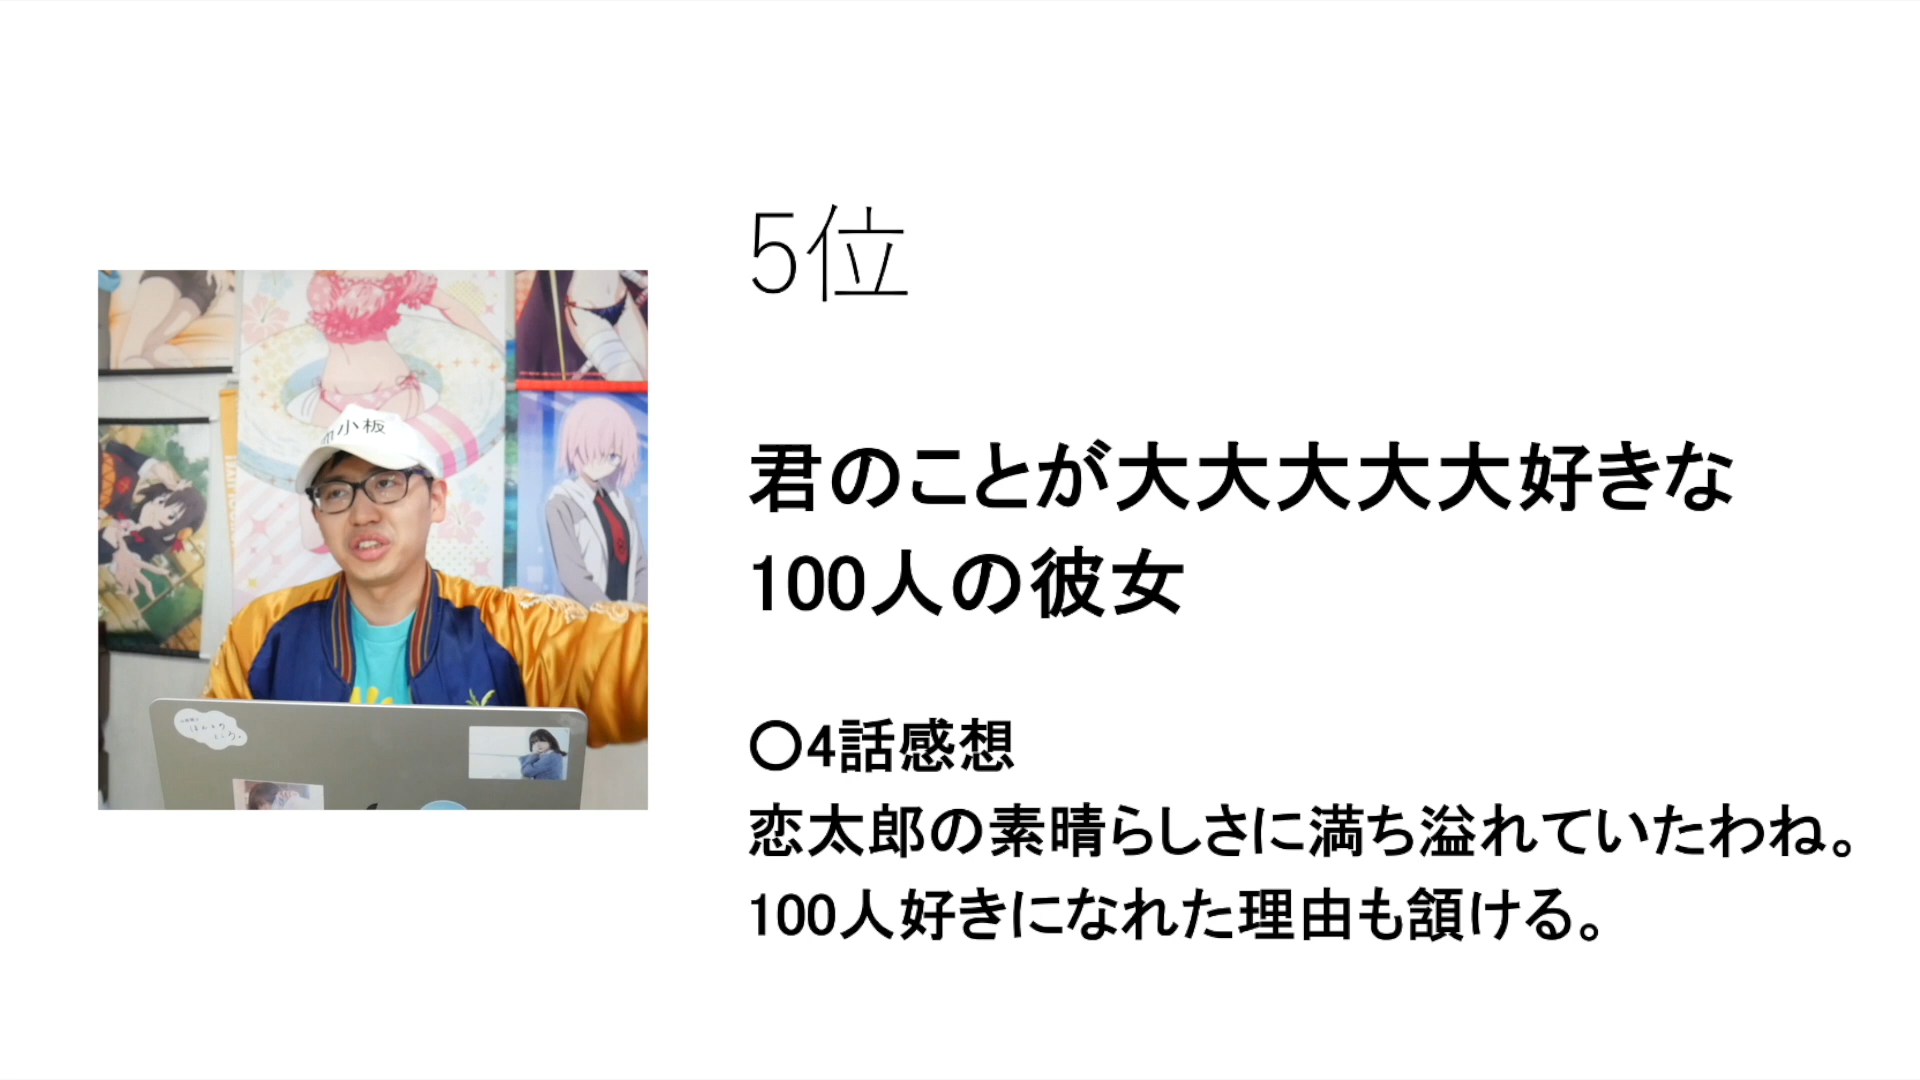 5位
君のことが大大大大大好きな
100人の彼女
〇4話感想
恋太郎の素晴らしさに満ち溢れていたわね。
100人好きになれた理由も頷ける。
小板